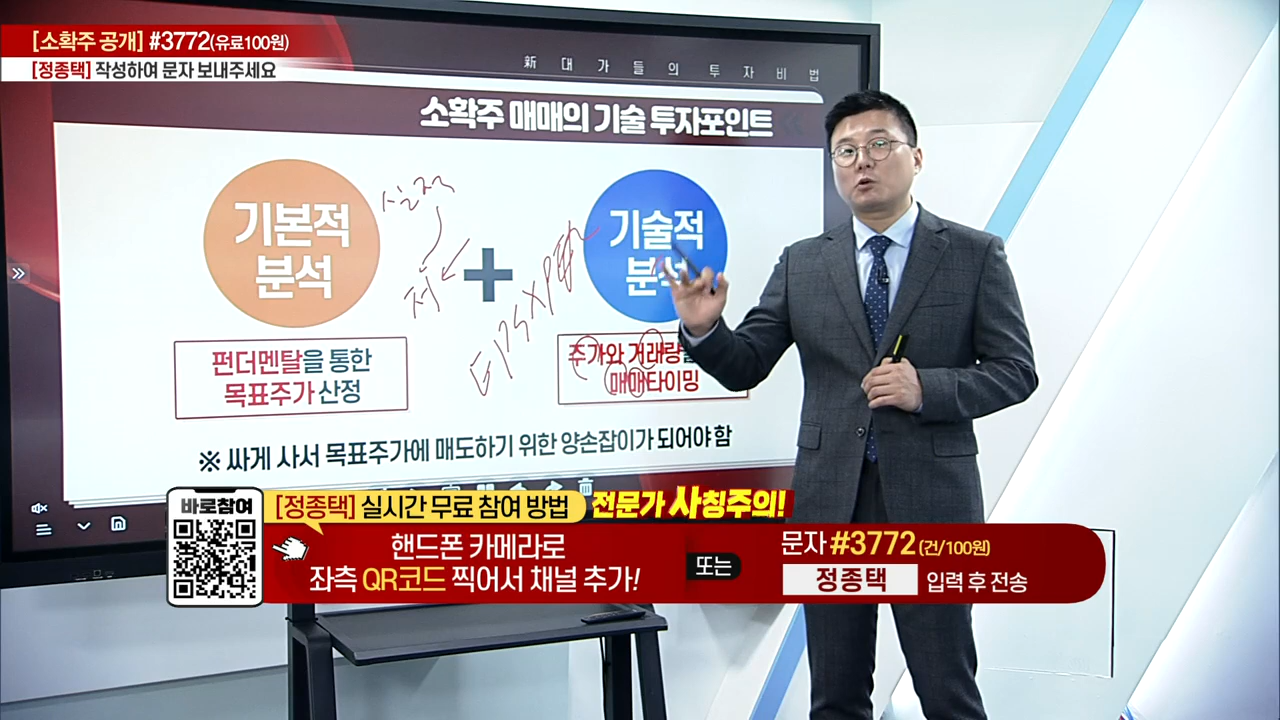 [소확주 공개] #3772(유료100원)
[정종택] 작성하여 문자 보내주세요
新 대가들의 투자비법
소확주 매매의 기술 투자포인트
기본적
분석
실적
+
기술적
분석
펀더멘탈을 통한
목표주가 산정
주가와 거래량을
매매타이밍
※ 싸게 사서 목표주가에 매도하기 위한 양손잡이가 되어야 함
바로참여
[정종택] 실시간 무료 참여 방법
전문가 사칭주의!
핸드폰 카메라로
좌측 QR코드 찍어서 채널 추가!
또는
문자 #3772 (건/100원)
정종택 입력 후 전송